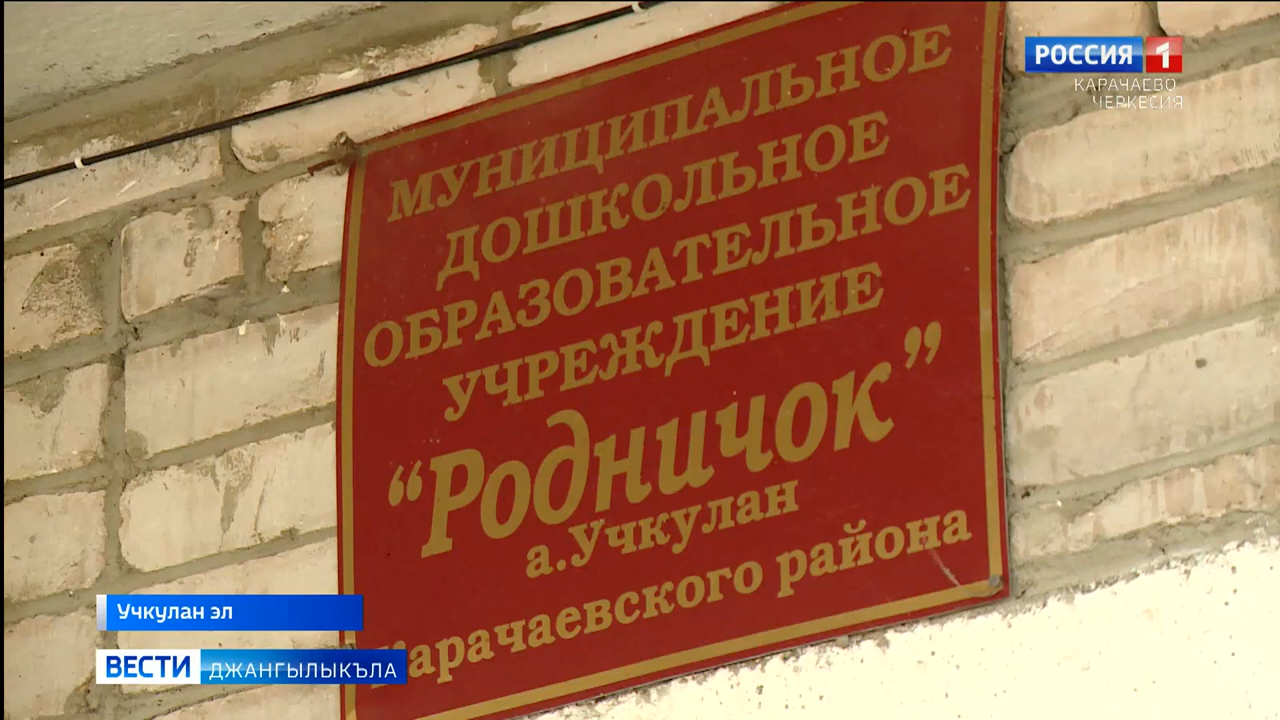 МУНИЦИПАЛЬНОЕ
ДОШКОЛЬНОЕ
ОБРАЗОВАТЕЛЬНОЕ
УЧРЕЖДЕНИЕ
“Родничок”
а.Учкулан
Карачаевского района
РОССИЯ 1
КАРАЧАЕВО
ЧЕРКЕСИЯ
Учкулан эл
ВЕСТИ ДЖАНГЫЛЫКЪЛА